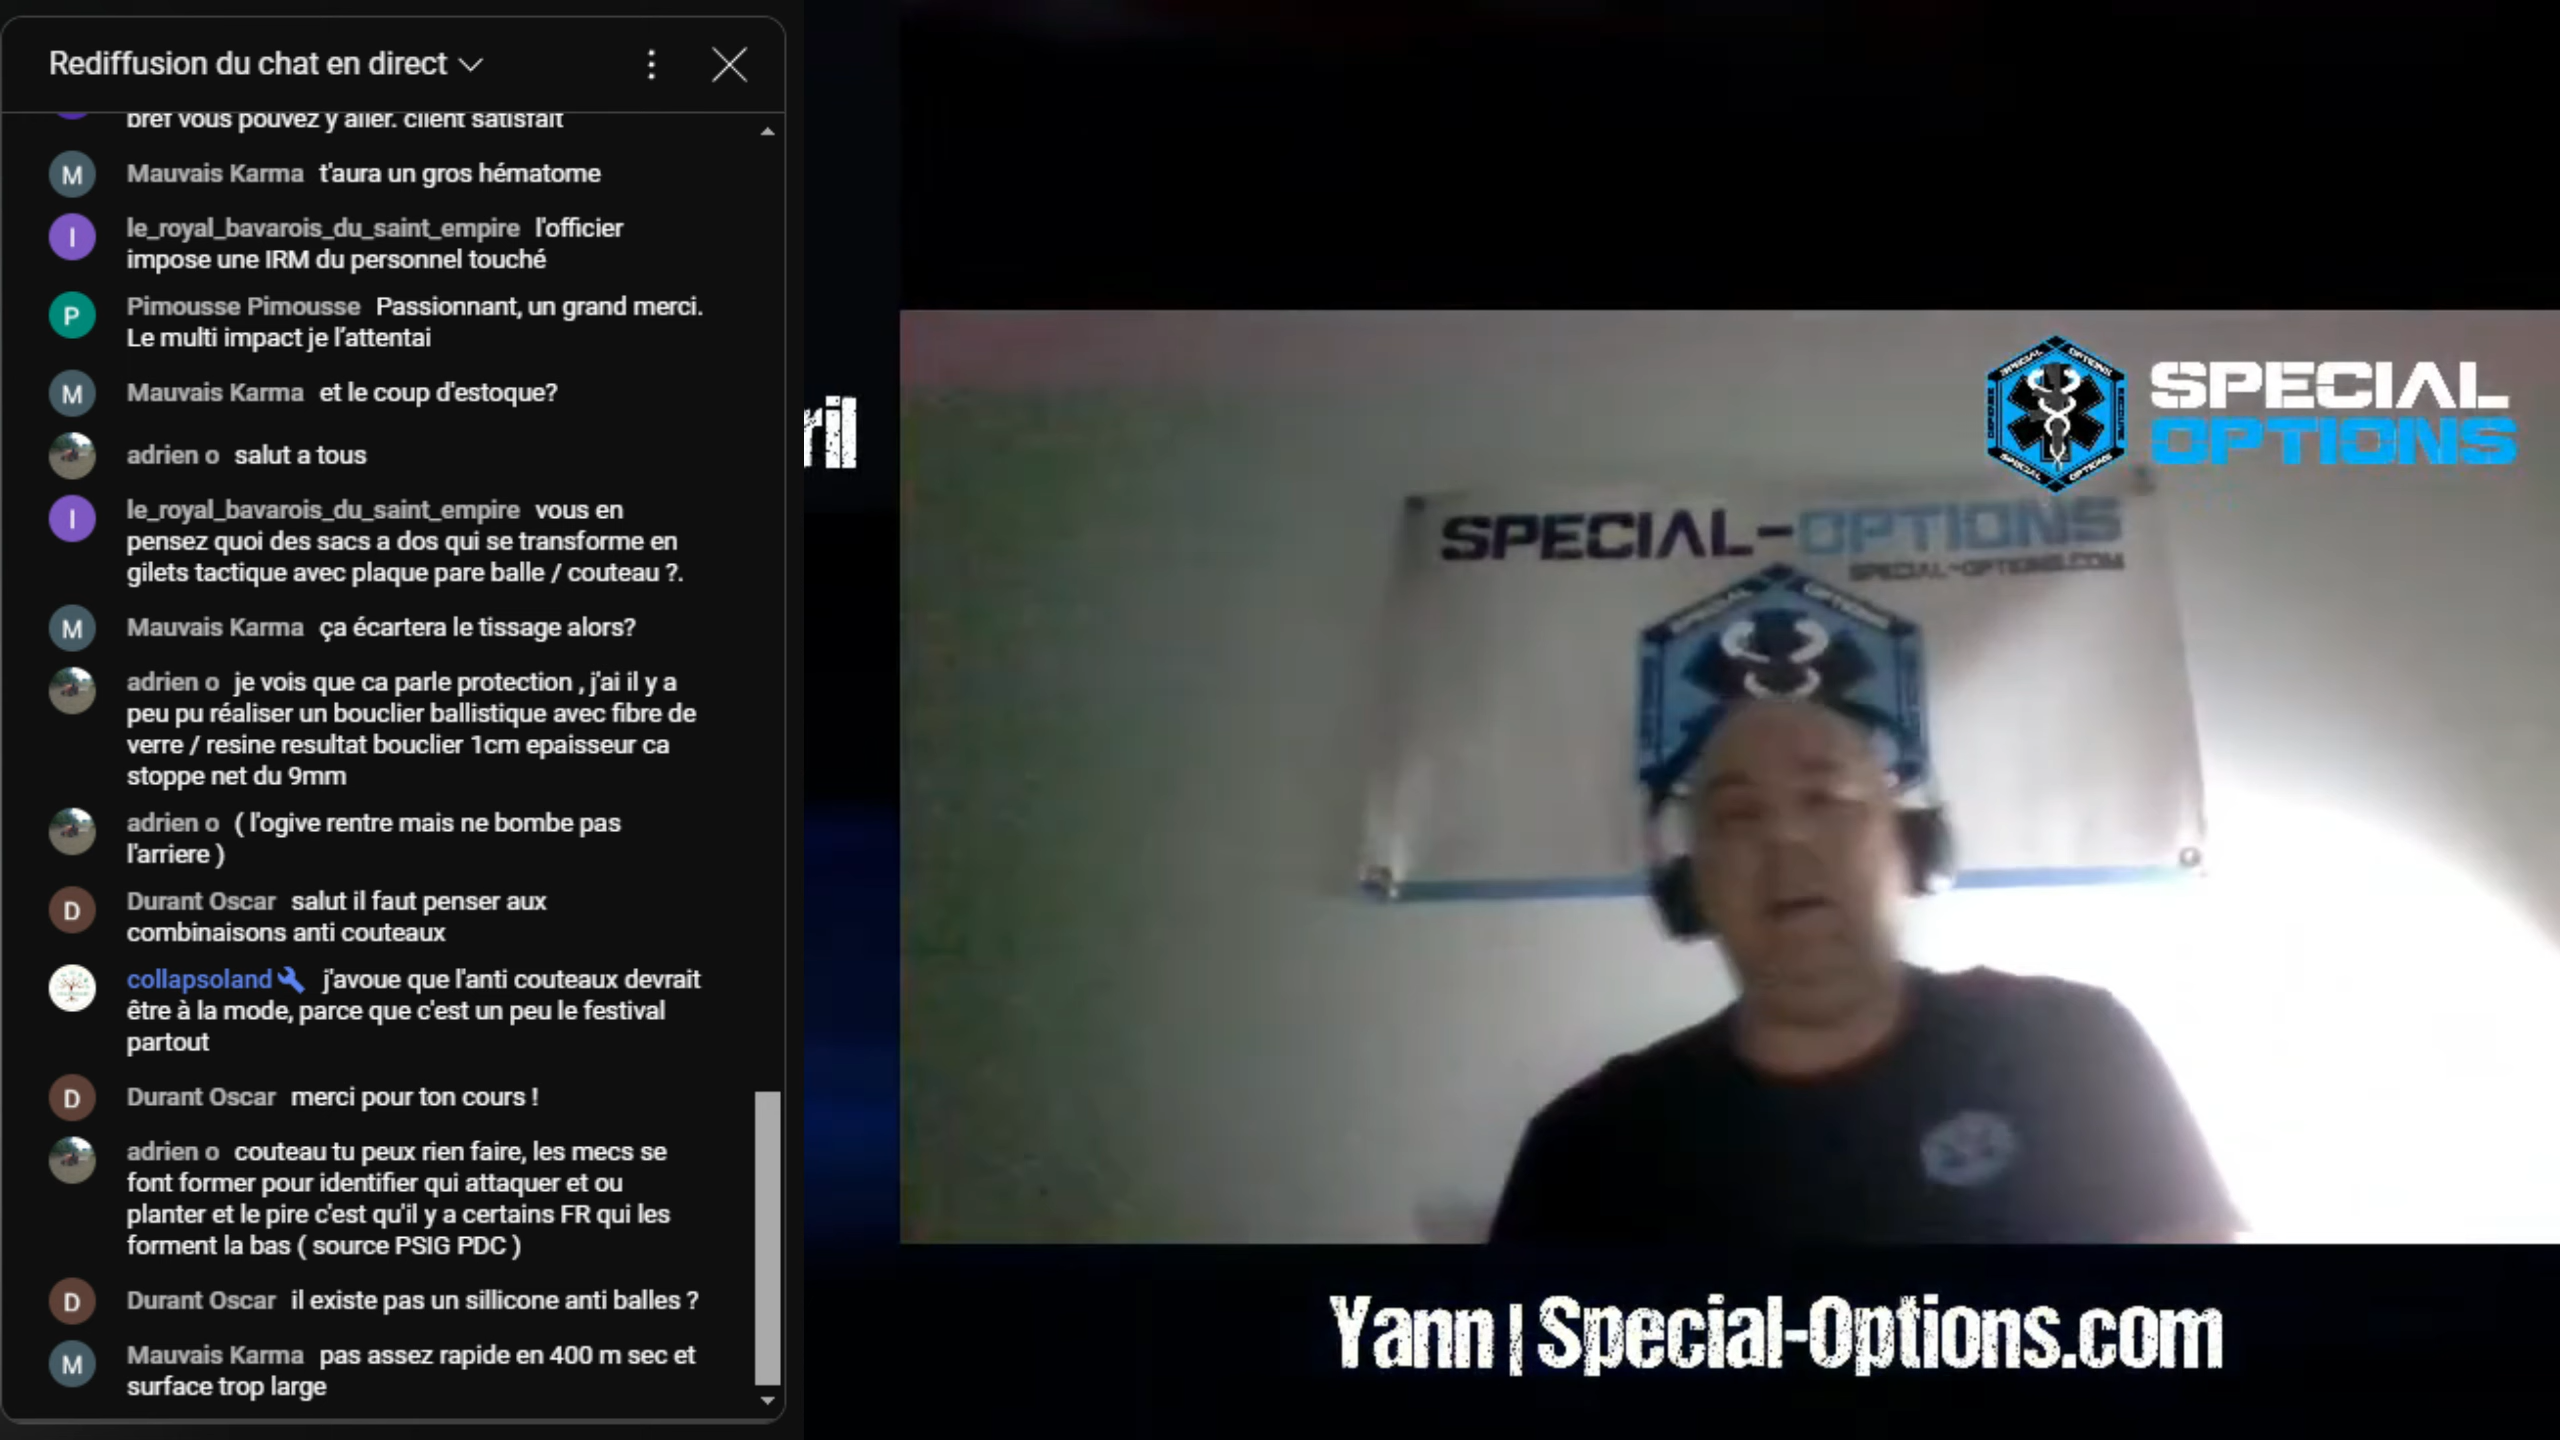 Rediffusion du chat en direct
bref vous pouvez y aller. client satisfait
M Mauvais Karma t'aura un gros hématome
l le_royal_bavarois_du_saint_empire l'officier
impose une IRM du personnel touché
P Pimousse Pimousse Passionnant, un grand merci.
Le multi impact je l'attentai
M Mauvais Karma et le coup d'estoque?
adrien o salut a tous
l le_royal_bavarois_du_saint_empire vous en
pensez quoi des sacs a dos qui se transforme en
gilets tactique avec plaque pare balle / couteau ?.
M Mauvais Karma ça écartera le tissage alors?
adrien o je vois que ca parle protection , j'ai il y a
peu pu réaliser un bouclier ballistique avec fibre de
verre / resine resultat bouclier 1cm epaisseur ca
stoppe net du 9mm
adrien o ( l'ogive rentre mais ne bombe pas
l'arriere )
D Durant Oscar salut il faut penser aux
combinaisons anti couteaux
collapsoland j'avoue que l'anti couteaux devrait
être à la mode, parce que c'est un peu le festival
partout
D Durant Oscar merci pour ton cours !
adrien o couteau tu peux rien faire, les mecs se
font former pour identifier qui attaquer et ou
planter et le pire c'est qu'il y a certains FR qui les
forment la bas ( source PSIG PDC )
D Durant Oscar il existe pas un sillicone anti balles ?
M Mauvais Karma pas assez rapide en 400 m sec et
surface trop large
ril
SPECIAL OPTIONS
SPECIAL
OPTIONS
SPECIAL OPTIONS
SPECIAL-OPTIONS
SPECIAL-OPTIONS.COM
SPECIAL OPTIONS
Yann | Special-Options.com